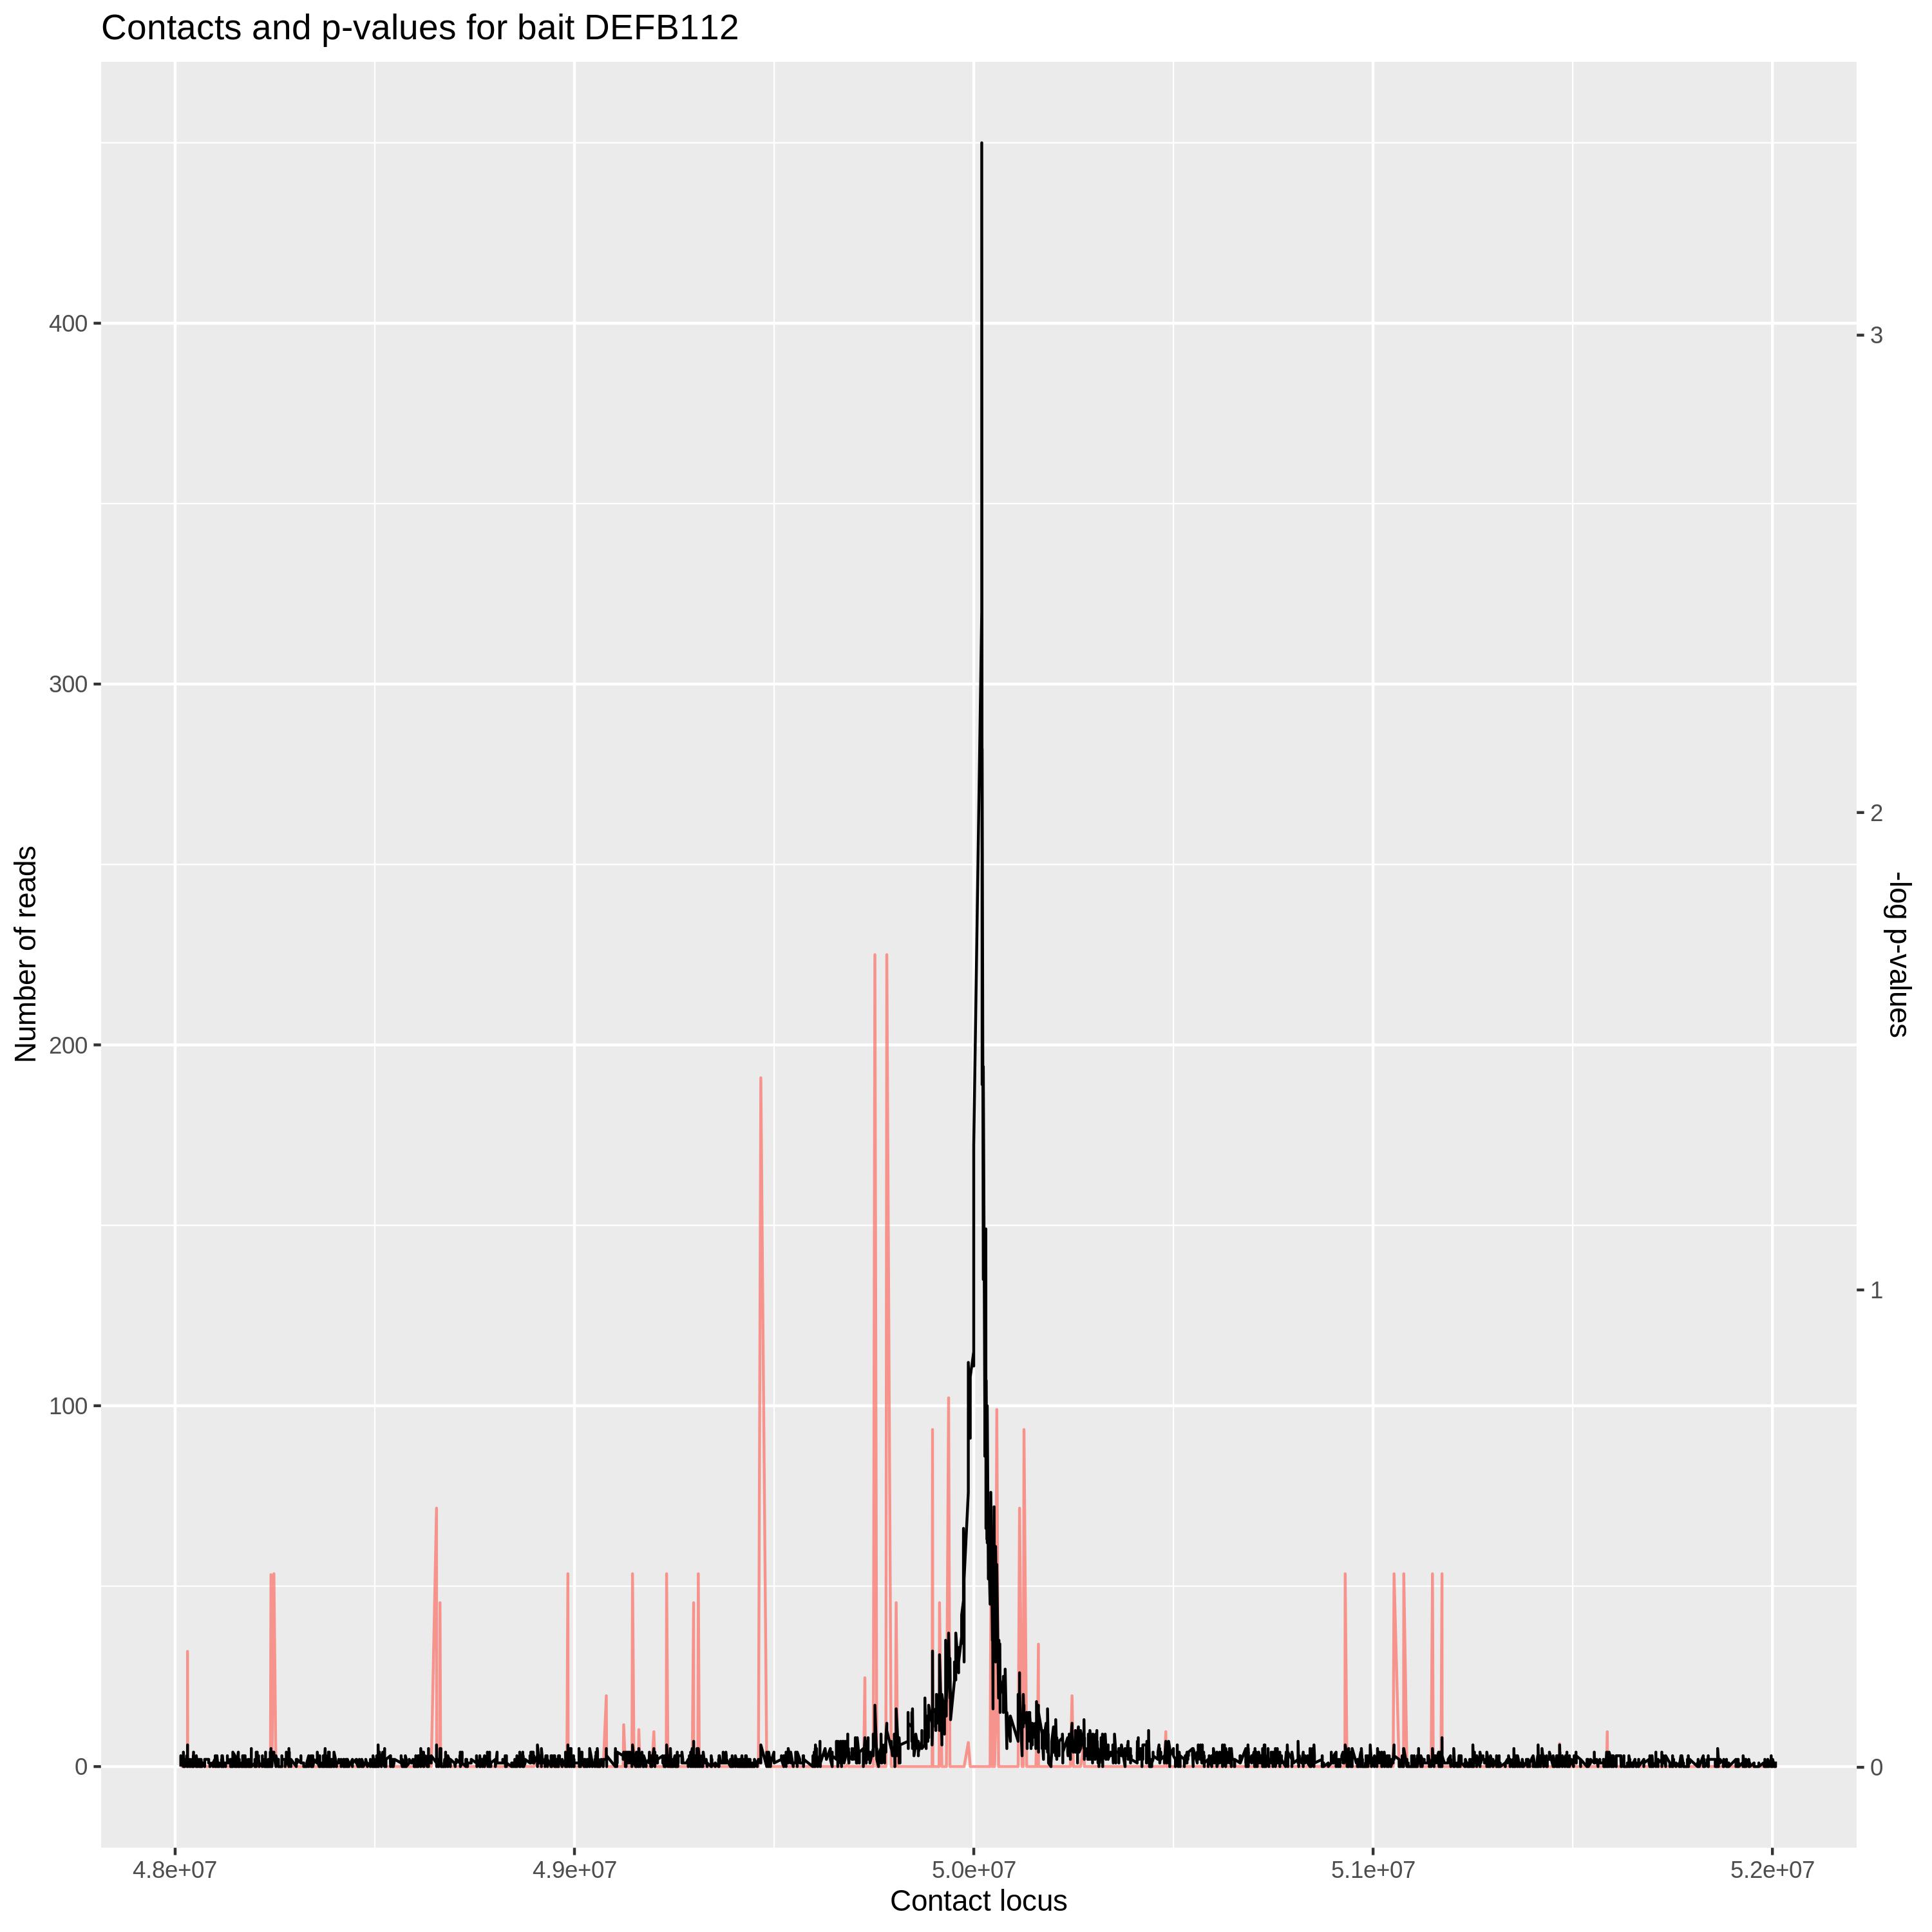 Contacts and p-values for bait DEFB112
400
300
200
100
0
Number of reads
3
2
1
0
-log p-values
4.8e+07
4.9e+07
5.0e+07
5.1e+07
5.2e+07
Contact locus